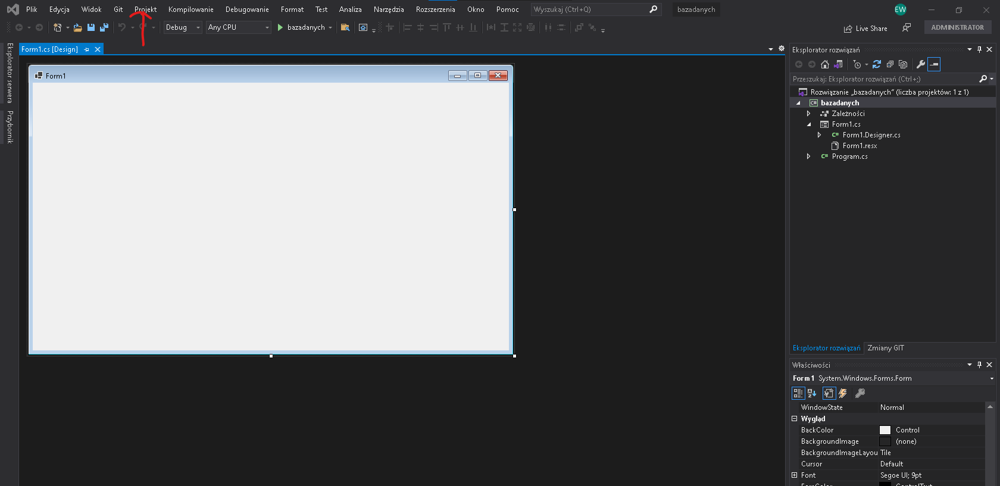 Plik Edycja Widok Git Projekt Kompilowanie Debugowanie Format Test Analiza Narzędzia Rozszerzenia Okno Pomoc Wyszukaj (Ctrl+Q) bazadanych EW
Debug Any CPU bazadanych Live Share ADMINISTRATOR
Eksplorator serwera
Przybornik
Form1.cs [Design]
Form1
Eksplorator rozwiązań
Przeszukaj: Eksplorator rozwiązań (Ctrl+;)
Rozwiązanie „bazadanych" (liczba projektów: 1 z 1)
C# bazadanych
Zależności
Form1.cs
C# Form1.Designer.cs
Form1.resx
C# Program.cs
Eksplorator rozwiązań Zmiany GIT
Właściwości
Form1 System.Windows.Forms.Form
WindowState Normal
Wygląd
BackColor Control
BackgroundImage (none)
BackgroundImageLayou Tile
Cursor Default
Font Segoe UI; 9pt
ForeColor ControlText